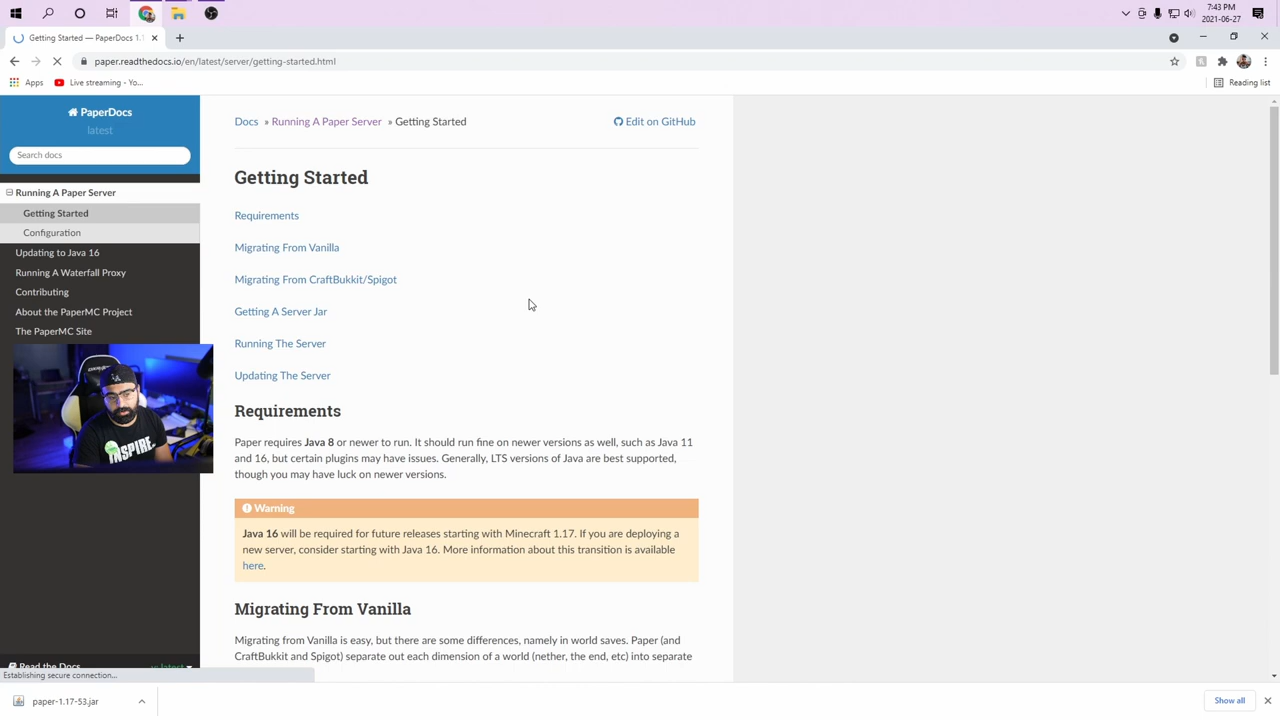 7:43 PM
2021-06-27
Getting Started — PaperDocs 1.1
paper.readthedocs.io/en/latest/server/getting-started.html
Apps
Live streaming - Yo...
Reading list
PaperDocs
latest
Search docs
Running A Paper Server
Getting Started
Configuration
Updating to Java 16
Running A Waterfall Proxy
Contributing
About the PaperMC Project
The PaperMC Site
INSPIRE
Read the Docs
v: latest
Docs » Running A Paper Server » Getting Started
Edit on GitHub
Getting Started
Requirements
Migrating From Vanilla
Migrating From CraftBukkit/Spigot
Getting A Server Jar
Running The Server
Updating The Server
Requirements
Paper requires Java 8 or newer to run. It should run fine on newer versions as well, such as Java 11
and 16, but certain plugins may have issues. Generally, LTS versions of Java are best supported,
though you may have luck on newer versions.
Warning
Java 16 will be required for future releases starting with Minecraft 1.17. If you are deploying a
new server, consider starting with Java 16. More information about this transition is available
here.
Migrating From Vanilla
Migrating from Vanilla is easy, but there are some differences, namely in world saves. Paper (and
CraftBukkit and Spigot) separate out each dimension of a world (nether, the end, etc) into separate
Establishing secure connection...
paper-1.17-53.jar
Show all